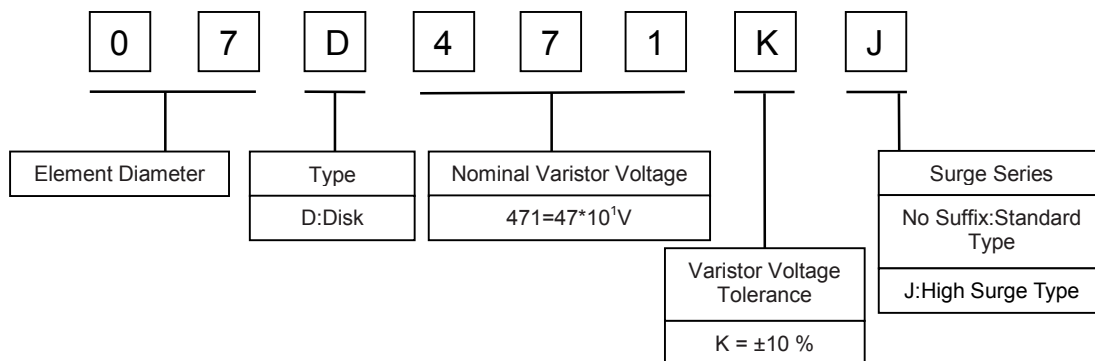 0 7 D 4 7 1 K J
Element Diameter
Type
D:Disk
Nominal Varistor Voltage
471=47*10¹V
Varistor Voltage
Tolerance
K = ±10 %
Surge Series
No Suffix:Standard
Type
J:High Surge Type